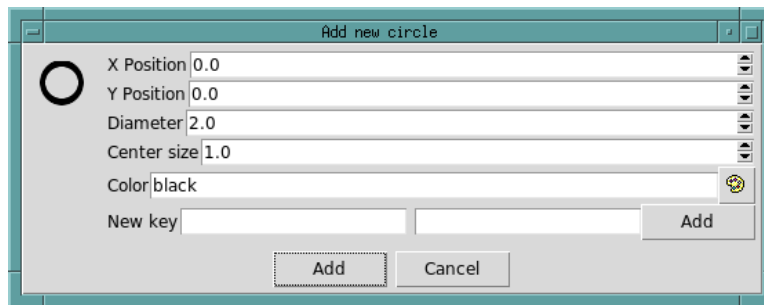 Add new circle
X Position 0.0
Y Position 0.0
Diameter 2.0
Center size 1.0
Color black
New key Add
Add Cancel